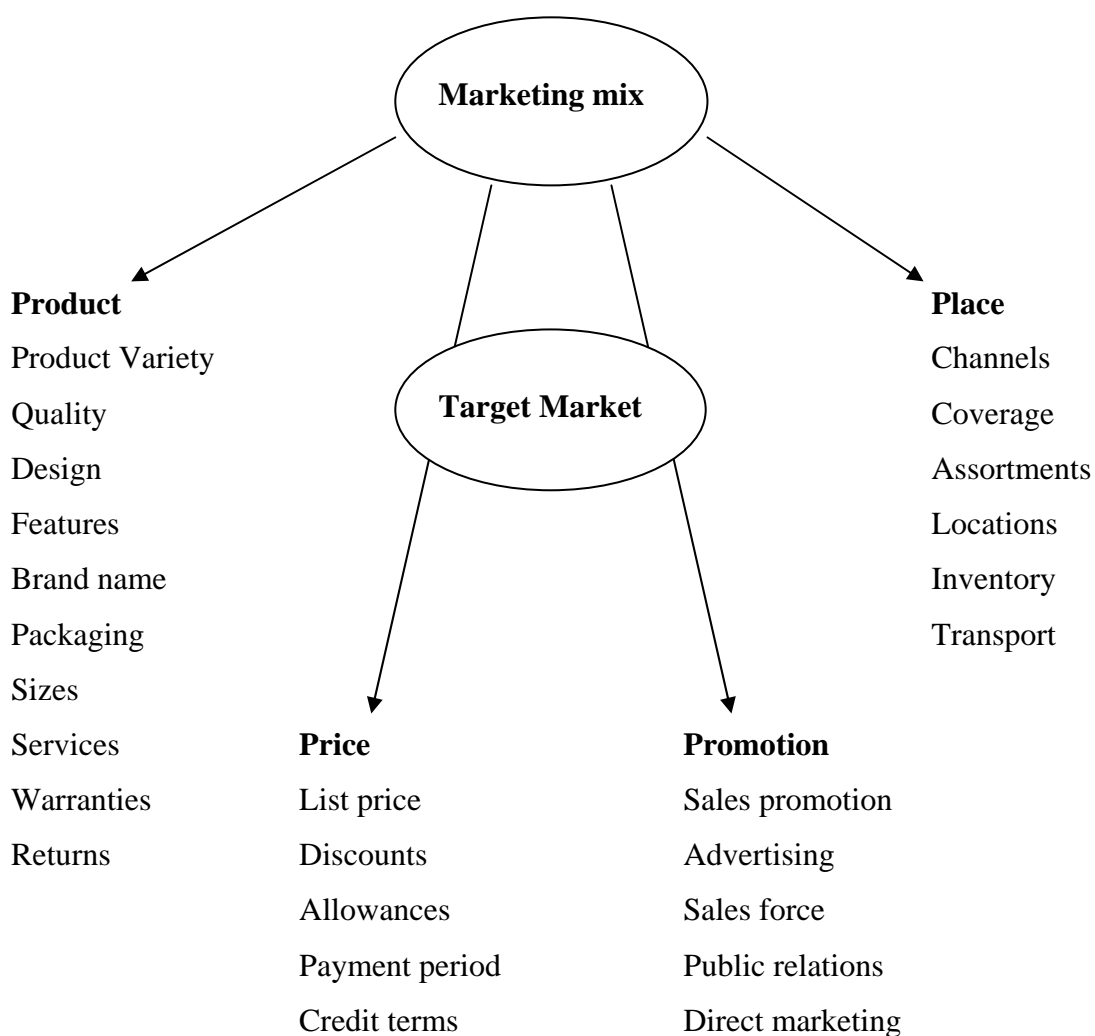 Marketing mix
Target Market
Product
Product Variety
Quality
Design
Features
Brand name
Packaging
Sizes
Services
Warranties
Returns
Price
List price
Discounts
Allowances
Payment period
Credit terms
Promotion
Sales promotion
Advertising
Sales force
Public relations
Direct marketing
Place
Channels
Coverage
Assortments
Locations
Inventory
Transport